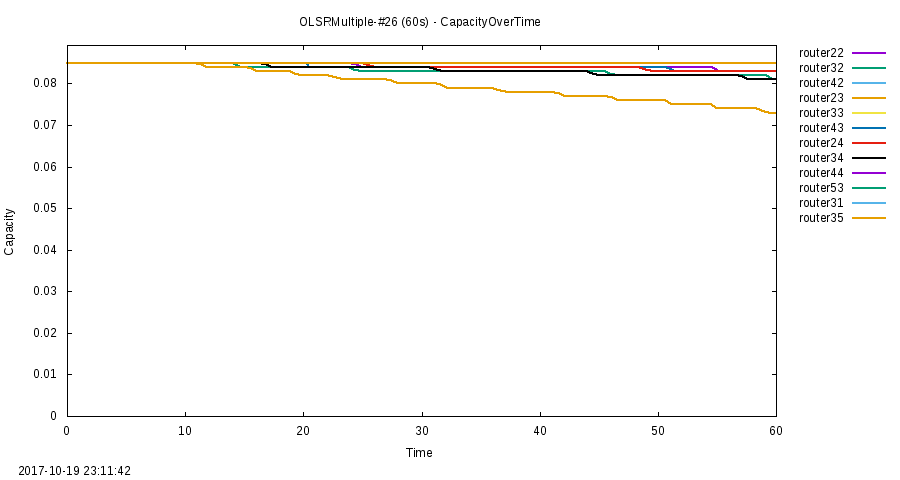 OLSRMultiple-#26 (60s) - CapacityOverTime
router22
router32
router42
router23
router33
router43
router24
router34
router44
router53
router31
router35
0.08
0.07
0.06
0.05
0.04
0.03
0.02
0.01
0
Capacity
0 10 20 30 40 50 60
Time
2017-10-19 23:11:42